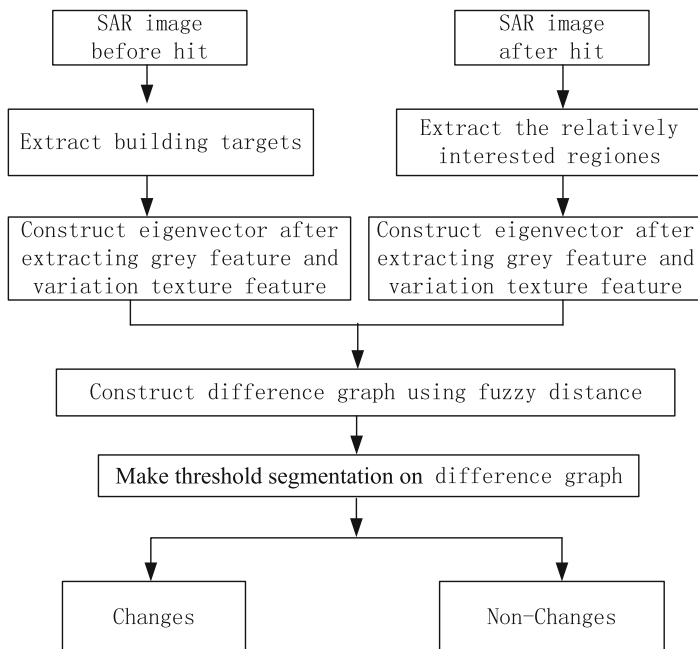 SAR image
before hit
SAR image
after hit
Extract building targets
Extract the relatively
interested regiones
Construct eigenvector after
extracting grey feature and
variation texture feature
Construct eigenvector after
extracting grey feature and
variation texture feature
Construct difference graph using fuzzy distance
Make threshold segmentation on difference graph
Changes
Non-Changes